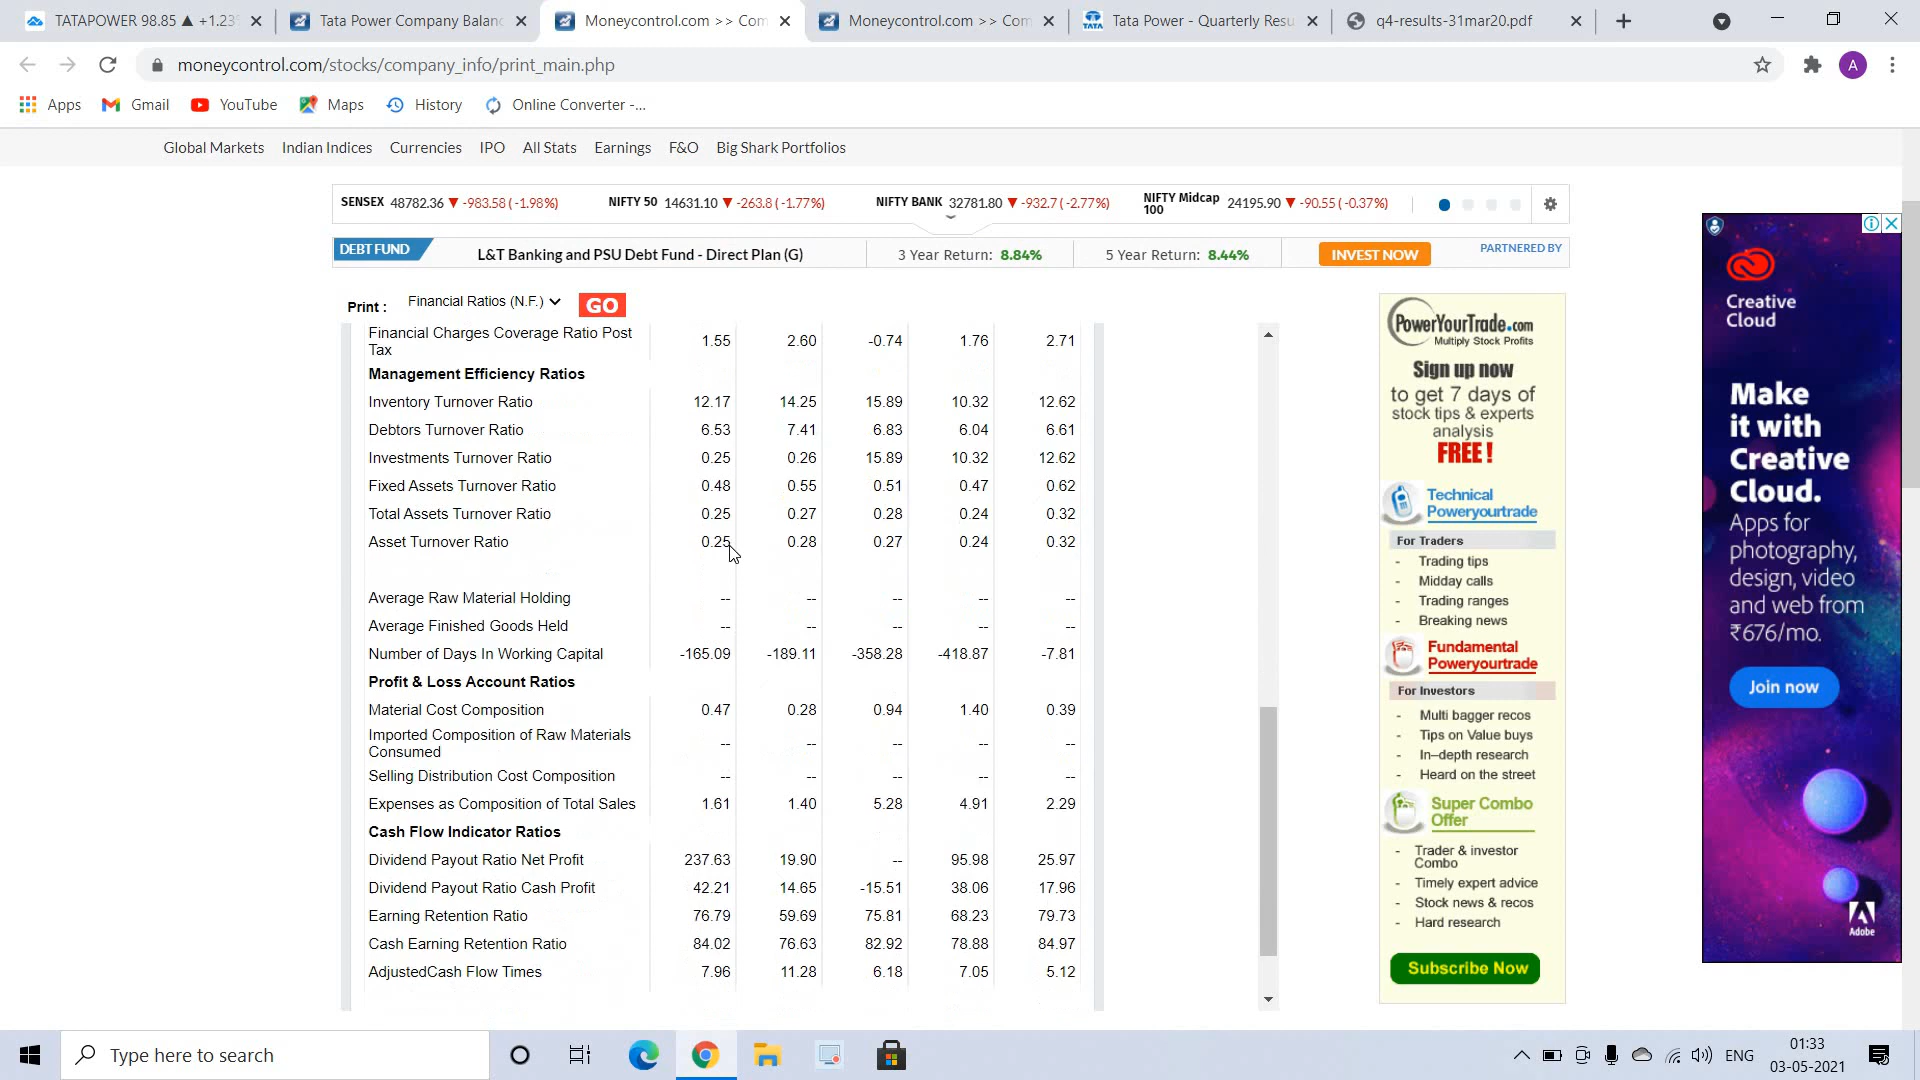 TATAPOWER 98.85 ▲ +1.23
Tata Power Company Balanc
Moneycontrol.com >> Com
Moneycontrol.com >> Com
TATA
Tata Power - Quarterly Resu
q4-results-31mar20.pdf
moneycontrol.com/stocks/company_info/print_main.php
A
Apps
Gmail
YouTube
Maps
History
Online Converter -...
Global Markets Indian Indices Currencies IPO All Stats Earnings F&O Big Shark Portfolios
SENSEX 48782.36 ▼ -983.58 (-1.98%)
NIFTY 50 14631.10 ▼ -263.8 (-1.77%)
NIFTY BANK 32781.80 ▼ -932.7 (-2.77%)
NIFTY Midcap 100 24195.90 ▼ -90.55 (-0.37%)
DEBT FUND L&T Banking and PSU Debt Fund - Direct Plan (G) 3 Year Return: 8.84% 5 Year Return: 8.44% INVEST NOW PARTNERED BY
Print : Financial Ratios (N.F.) GO
Financial Charges Coverage Ratio Post
Tax 1.55 2.60 -0.74 1.76 2.71
Management Efficiency Ratios
Inventory Turnover Ratio 12.17 14.25 15.89 10.32 12.62
Debtors Turnover Ratio 6.53 7.41 6.83 6.04 6.61
Investments Turnover Ratio 0.25 0.26 15.89 10.32 12.62
Fixed Assets Turnover Ratio 0.48 0.55 0.51 0.47 0.62
Total Assets Turnover Ratio 0.25 0.27 0.28 0.24 0.32
Asset Turnover Ratio 0.25 0.28 0.27 0.24 0.32
Average Raw Material Holding -- -- -- -- --
Average Finished Goods Held -- -- -- -- --
Number of Days In Working Capital -165.09 -189.11 -358.28 -418.87 -7.81
Profit & Loss Account Ratios
Material Cost Composition 0.47 0.28 0.94 1.40 0.39
Imported Composition of Raw Materials
Consumed -- -- -- -- --
Selling Distribution Cost Composition -- -- -- -- --
Expenses as Composition of Total Sales 1.61 1.40 5.28 4.91 2.29
Cash Flow Indicator Ratios
Dividend Payout Ratio Net Profit 237.63 19.90 -- 95.98 25.97
Dividend Payout Ratio Cash Profit 42.21 14.65 -15.51 38.06 17.96
Earning Retention Ratio 76.79 59.69 75.81 68.23 79.73
Cash Earning Retention Ratio 84.02 76.63 82.92 78.88 84.97
AdjustedCash Flow Times 7.96 11.28 6.18 7.05 5.12
PowerYourTrade.com
Multiply Stock Profits
Sign up now
to get 7 days of
stock tips & experts
analysis
FREE !
Technical
Poweryourtrade
For Traders
- Trading tips
- Midday calls
- Trading ranges
- Breaking news
Fundamental
Poweryourtrade
For Investors
- Multi bagger recos
- Tips on Value buys
- In–depth research
- Heard on the street
Super Combo
Offer
- Trader & investor
Combo
- Timely expert advice
- Stock news & recos
- Hard research
Subscribe Now
Creative
Cloud
Make
it with
Creative
Cloud.
Apps for
photography,
design, video
and web from
₹676/mo.
Join now
Adobe
Type here to search
ENG
01:33
03-05-2021